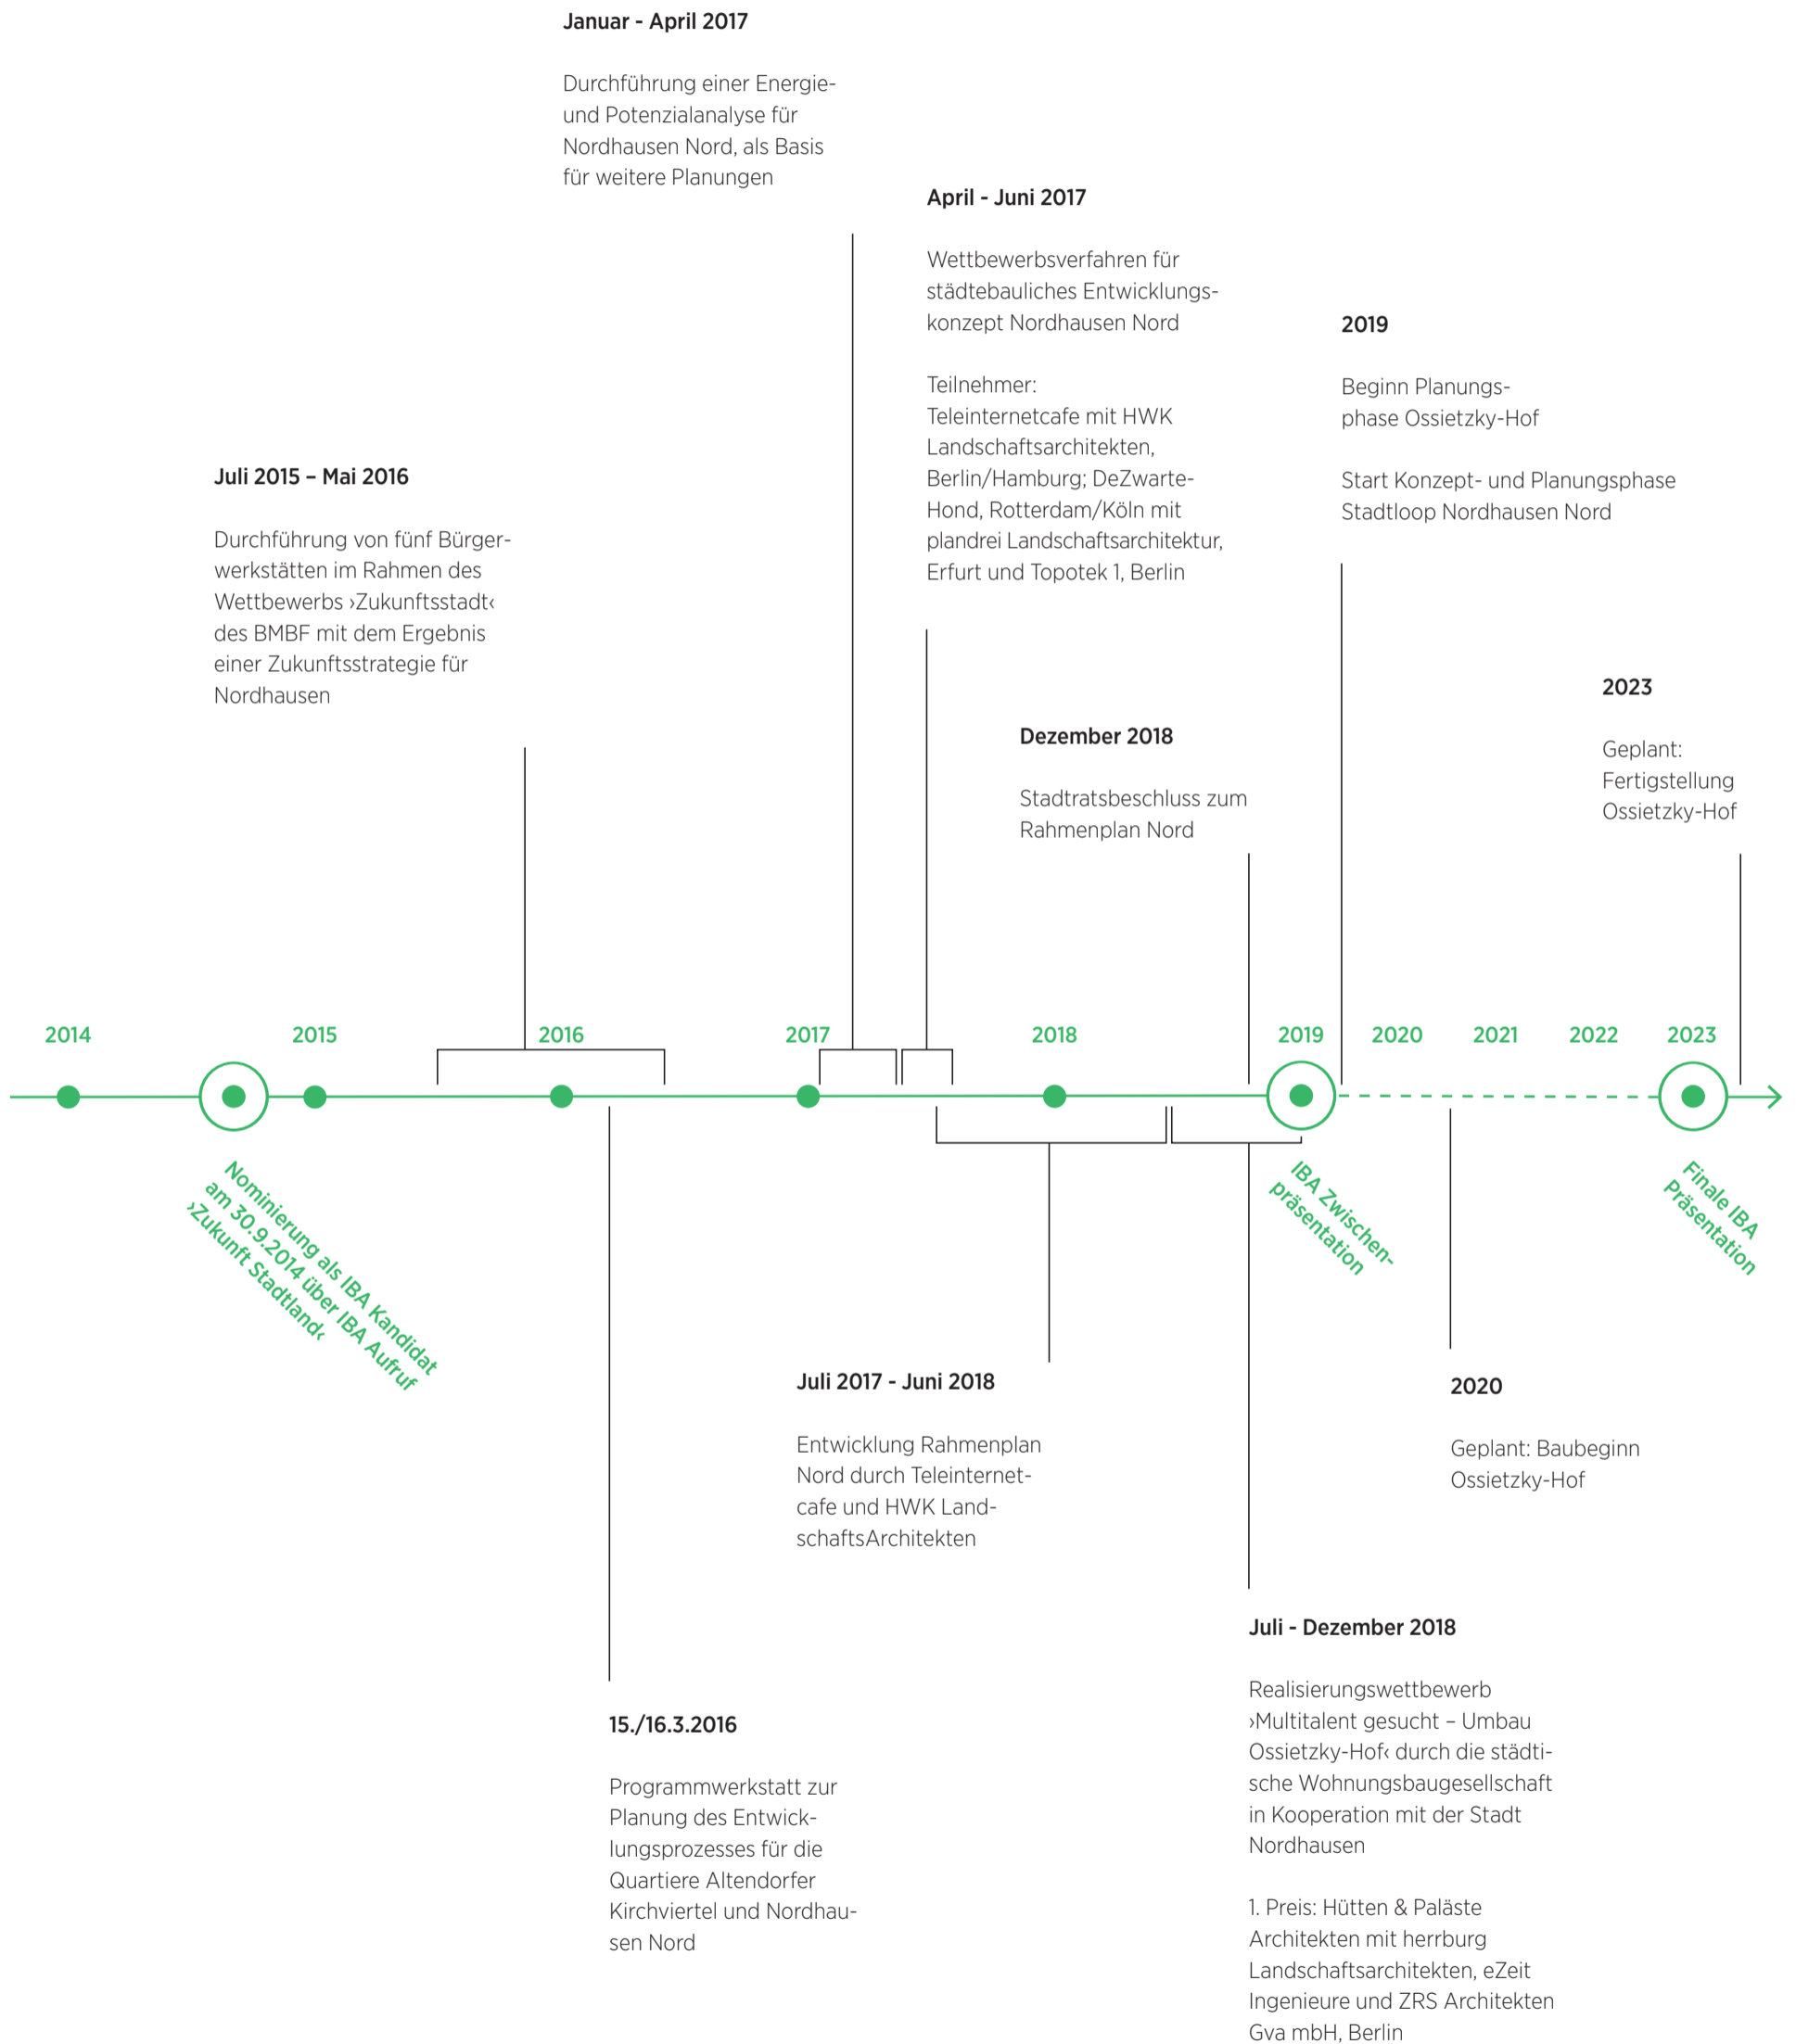 Januar - April 2017
Durchführung einer Energie-
und Potenzialanalyse für
Nordhausen Nord, als Basis
für weitere Planungen
April - Juni 2017
Wettbewerbsverfahren für
städtebauliches Entwicklungs-
konzept Nordhausen Nord
Teilnehmer:
Teleinternetcafe mit HWK
Landschaftsarchitekten,
Berlin/Hamburg; DeZwarte-
Hond, Rotterdam/Köln mit
plandrei Landschaftsarchitektur,
Erfurt und Topotek 1, Berlin
2019
Beginn Planungs-
phase Ossietzky-Hof
Start Konzept- und Planungsphase
Stadtloop Nordhausen Nord
Juli 2015 – Mai 2016
Durchführung von fünf Bürger-
werkstätten im Rahmen des
Wettbewerbs ›Zukunftsstadt‹
des BMBF mit dem Ergebnis
einer Zukunftsstrategie für
Nordhausen
2023
Geplant:
Fertigstellung
Ossietzky-Hof
Dezember 2018
Stadtratsbeschluss zum
Rahmenplan Nord
2014 2015 2016 2017 2018 2019 2020 2021 2022 2023
Nominierung als IBA Kandidat
am 30.9.2014 über IBA Aufruf
›Zukunft Stadtland‹
IBA Zwischen-
präsentation
Finale IBA
Präsentation
Juli 2017 - Juni 2018
Entwicklung Rahmenplan
Nord durch Teleinternet-
cafe und HWK Land-
schaftsArchitekten
2020
Geplant: Baubeginn
Ossietzky-Hof
Juli - Dezember 2018
Realisierungswettbewerb
›Multitalent gesucht – Umbau
Ossietzky-Hof‹ durch die städti-
sche Wohnungsbaugesellschaft
in Kooperation mit der Stadt
Nordhausen
1. Preis: Hütten & Paläste
Architekten mit herrburg
Landschaftsarchitekten, eZeit
Ingenieure und ZRS Architekten
Gva mbH, Berlin
15./16.3.2016
Programmwerkstatt zur
Planung des Entwick-
lungsprozesses für die
Quartiere Altendorfer
Kirchviertel und Nordhau-
sen Nord